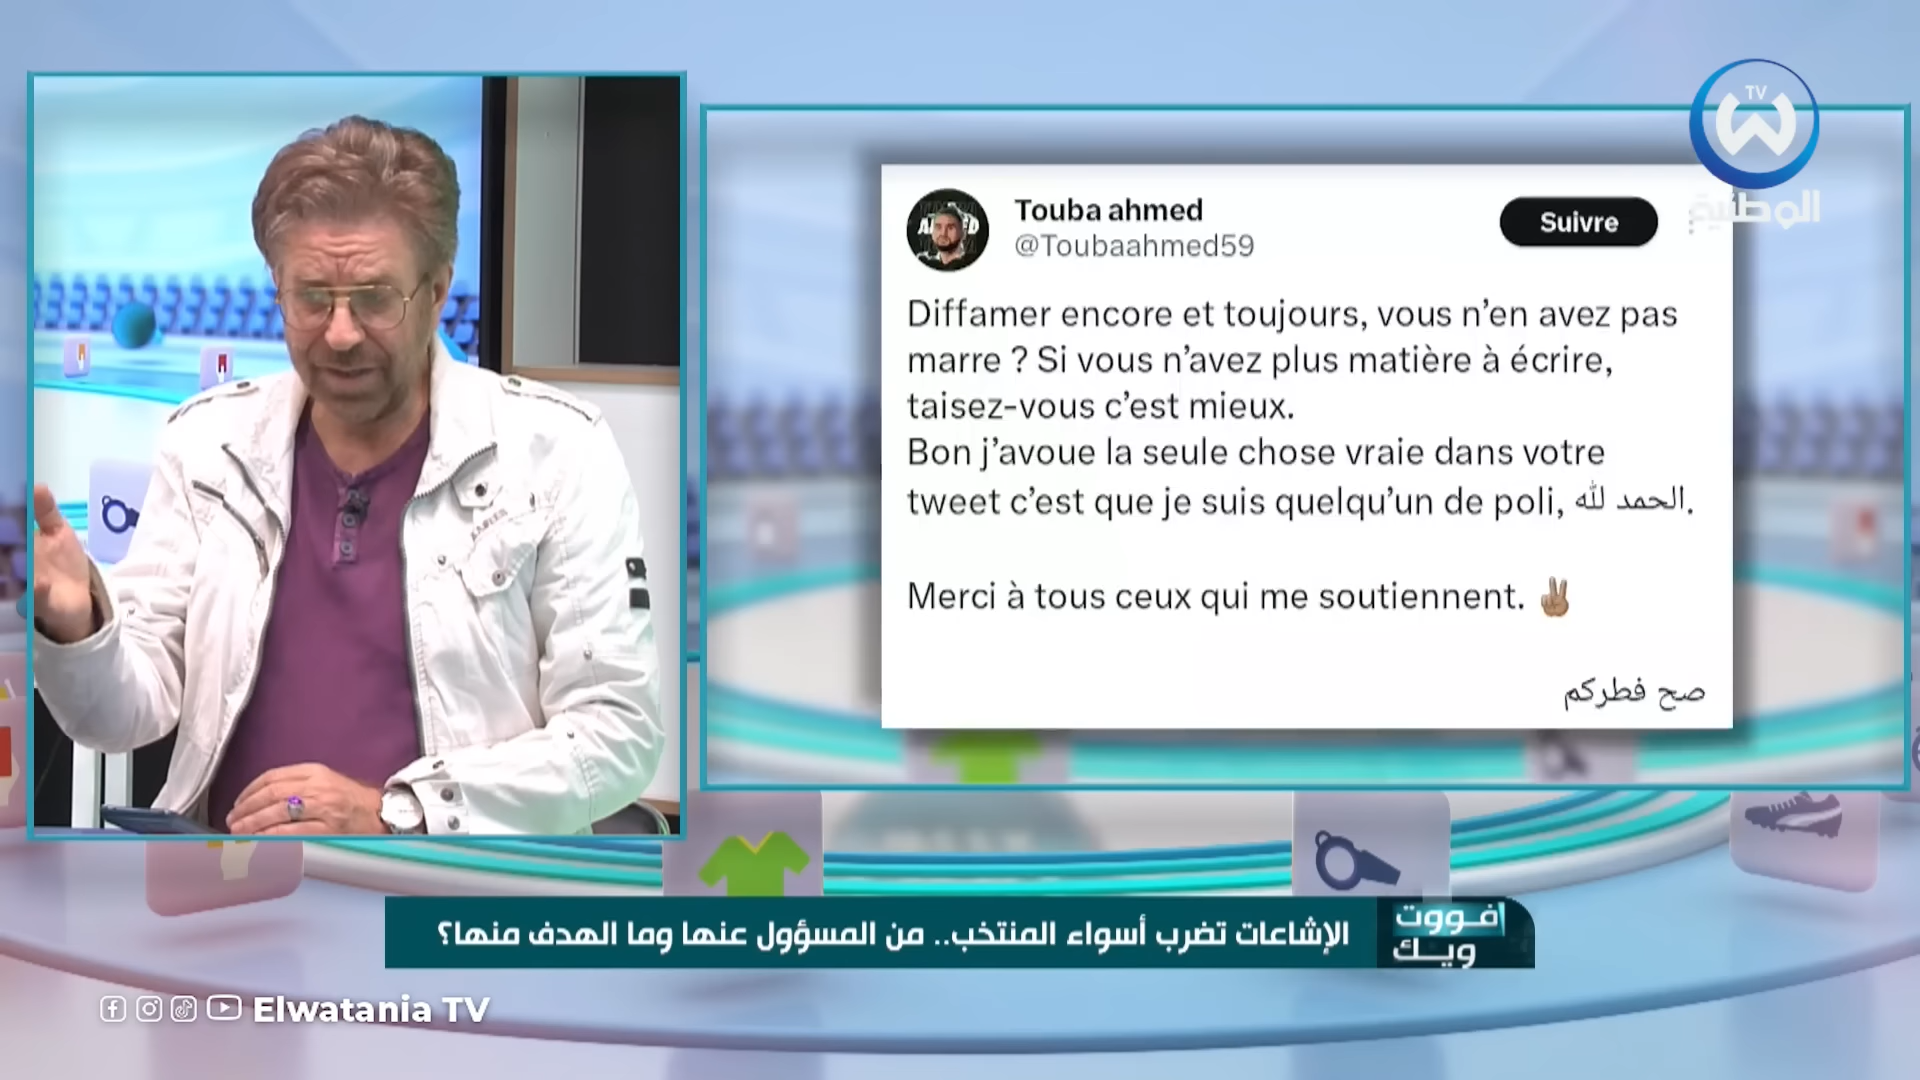 TV
الوطنية
Touba ahmed
@Toubaahmed59
Suivre
Diffamer encore et toujours, vous n’en avez pas
marre ? Si vous n’avez plus matière à écrire,
taisez-vous c’est mieux.
Bon j’avoue la seule chose vraie dans votre
tweet c’est que je suis quelqu’un de poli, الحمد لله.
Merci à tous ceux qui me soutiennent. ✌🏽
صح فطركم
فووت
ويك
الإشاعات تضرب أسواء المنتخب.. من المسؤول عنها وما الهدف منها؟
Elwatania TV